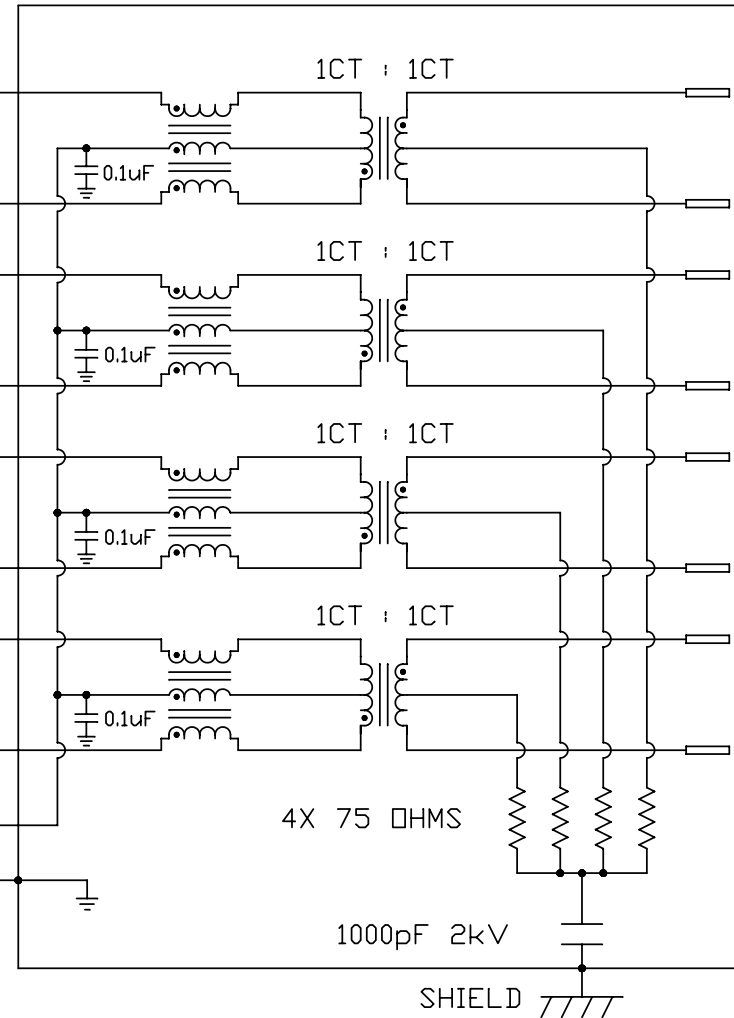 1CT : 1CT
0.1uF
1CT : 1CT
0.1uF
1CT : 1CT
0.1uF
1CT : 1CT
0.1uF
4X 75 OHMS
1000pF 2kV
SHIELD